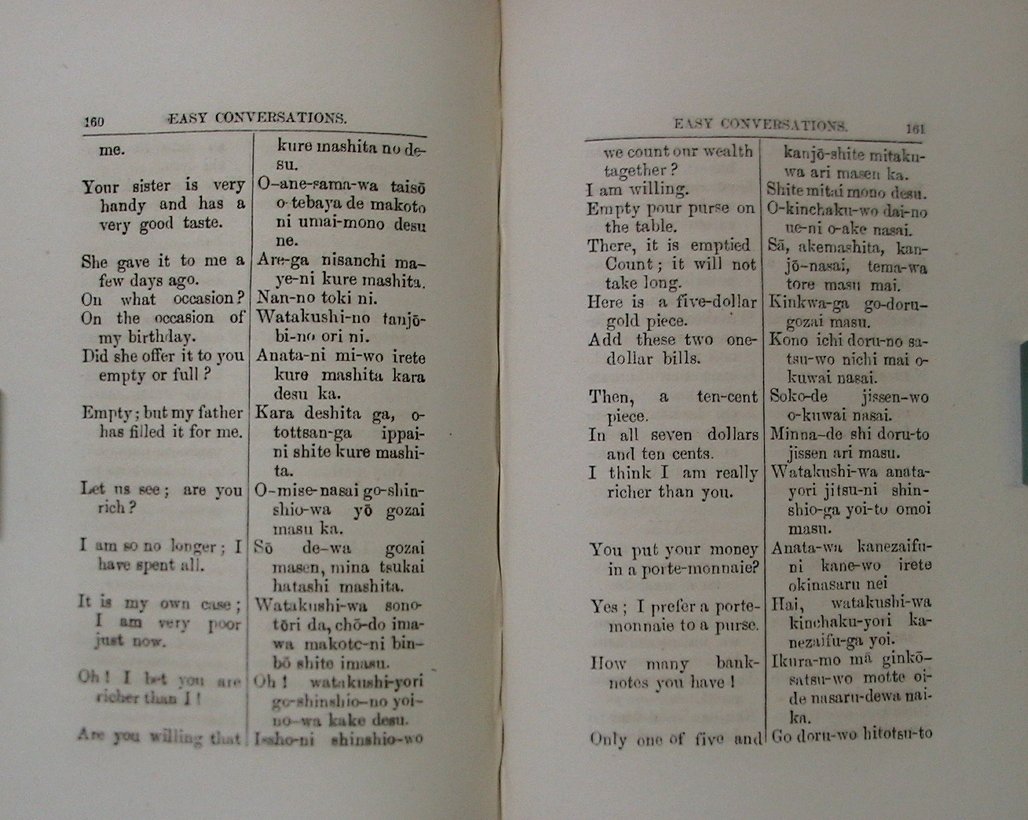 160
EASY CONVERSATIONS.
me.
Your sister is very
handy and has a
very good taste.
She gave it to me a
few days ago.
On what occasion?
On the occasion of
my birthday.
Did she offer it to you
empty or full?
Empty; but my father
has filled it for me.
Let us see; are you
rich?
I am so no longer; I
have spent all.
It is my own case;
I am very poor
just now.
Oh! I bet you are
richer than I!
Are you willing that
kure mashita no de-
su.
O-ane-sama-wa taisō
o-tebaya de makoto
ni umai-mono desu
ne.
Are-ga nisanchi ma-
ye-ni kure mashita.
Nan-no toki ni.
Watakushi-no tanjō-
bi-no ori ni.
Anata-ni mi-wo irete
kure mashita kara
desu ka.
Kara deshita ga, o-
tottsan-ga ippai-
ni shite kure mashi-
ta.
O-mise-nasai go-shin-
shio-wa yō gozai
masu ka.
Sō de-wa gozai
masen, mina tsukai
hatashi mashita.
Watakushi-wa sono-
tōri da, chō-do ima-
wa makoto-ni bin-
bō shite imasu.
Oh! watakushi-yori
go-shinshio-no yoi-
no-wa kake desu.
Issho-ni shinshio-wo
EASY CONVERSATIONS.
161
we count our wealth
tagether?
I am willing.
Empty pour purse on
the table.
There, it is emptied
Count; it will not
take long.
Here is a five-dollar
gold piece.
Add these two one-
dollar bills.
Then, a ten-cent
piece.
In all seven dollars
and ten cents.
I think I am really
richer than you.
You put your money
in a porte-monnaie?
Yes; I prefer a porte-
monnaie to a purse.
How many bank-
notes you have!
Only one of five and
kanjō-shite mitaku-
wa ari masen ka.
Shite mitai mono desu.
O-kinchaku-wo dai-no
ue-ni o-ake nasai.
Sā, akemashita, kan-
jō-nasai, tema-wa
tore masu mai.
Kinkwa-ga go-doru-
gozai masu.
Kono ichi doru-no sa-
tsu-wo nichi mai o-
kuwai nasai.
Soko-de jissen-wo
o-kuwai nasai.
Minna-de shi doru-to
jissen ari masu.
Watakushi-wa anata-
yori jitsu-ni shin-
shio-ga yoi-to omoi
masu.
Anata-wa kanezaifu-
ni kane-wo irete
okinasaru nei
Hai, watakushi-wa
kinchaku-yori ka-
nezaifu-ga yoi.
Ikura-mo mā ginkō-
satsu-wo motte oi-
de nasaru-dewa nai-
ka.
Go doru-wo hitotsu-to